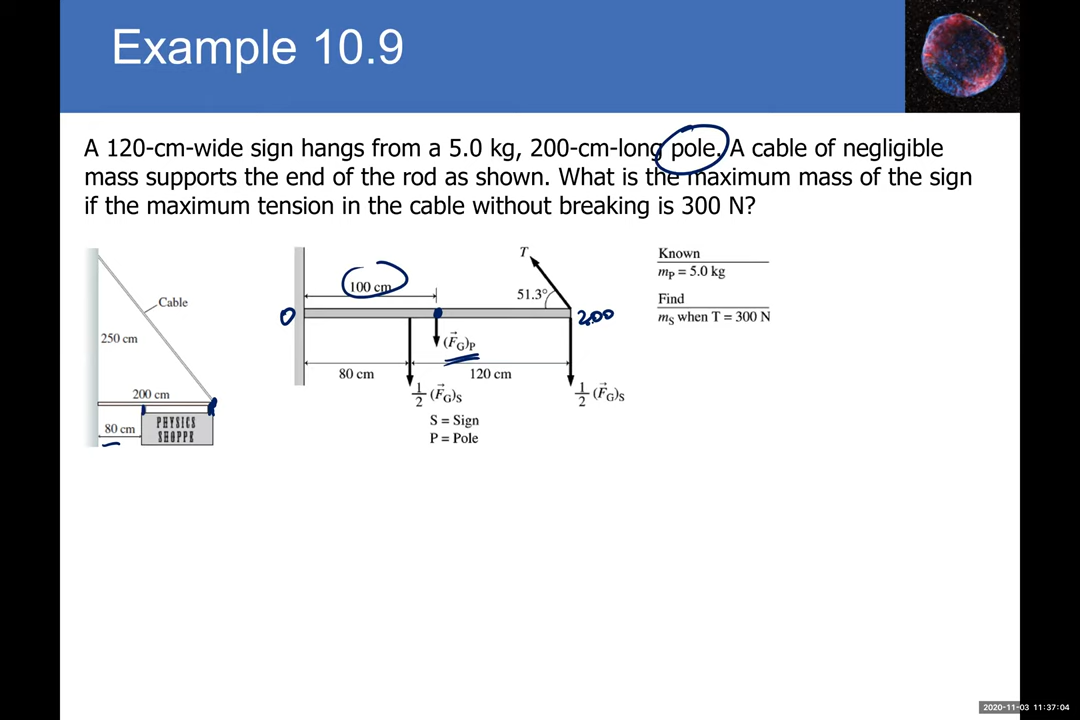 Example 10.9
A 120-cm-wide sign hangs from a 5.0 kg, 200-cm-long pole. A cable of negligible
mass supports the end of the rod as shown. What is the maximum mass of the sign
if the maximum tension in the cable without breaking is 300 N?
Cable
250 cm
200 cm
80 cm
PHYSICS
SHOPPE
T
100 cm
51.3°
0
200
(F⃗G)P
80 cm
120 cm
1/2 (F⃗G)S
1/2 (F⃗G)S
S = Sign
P = Pole
Known
mP = 5.0 kg
Find
mS when T = 300 N
2020-11-03 11:37:04